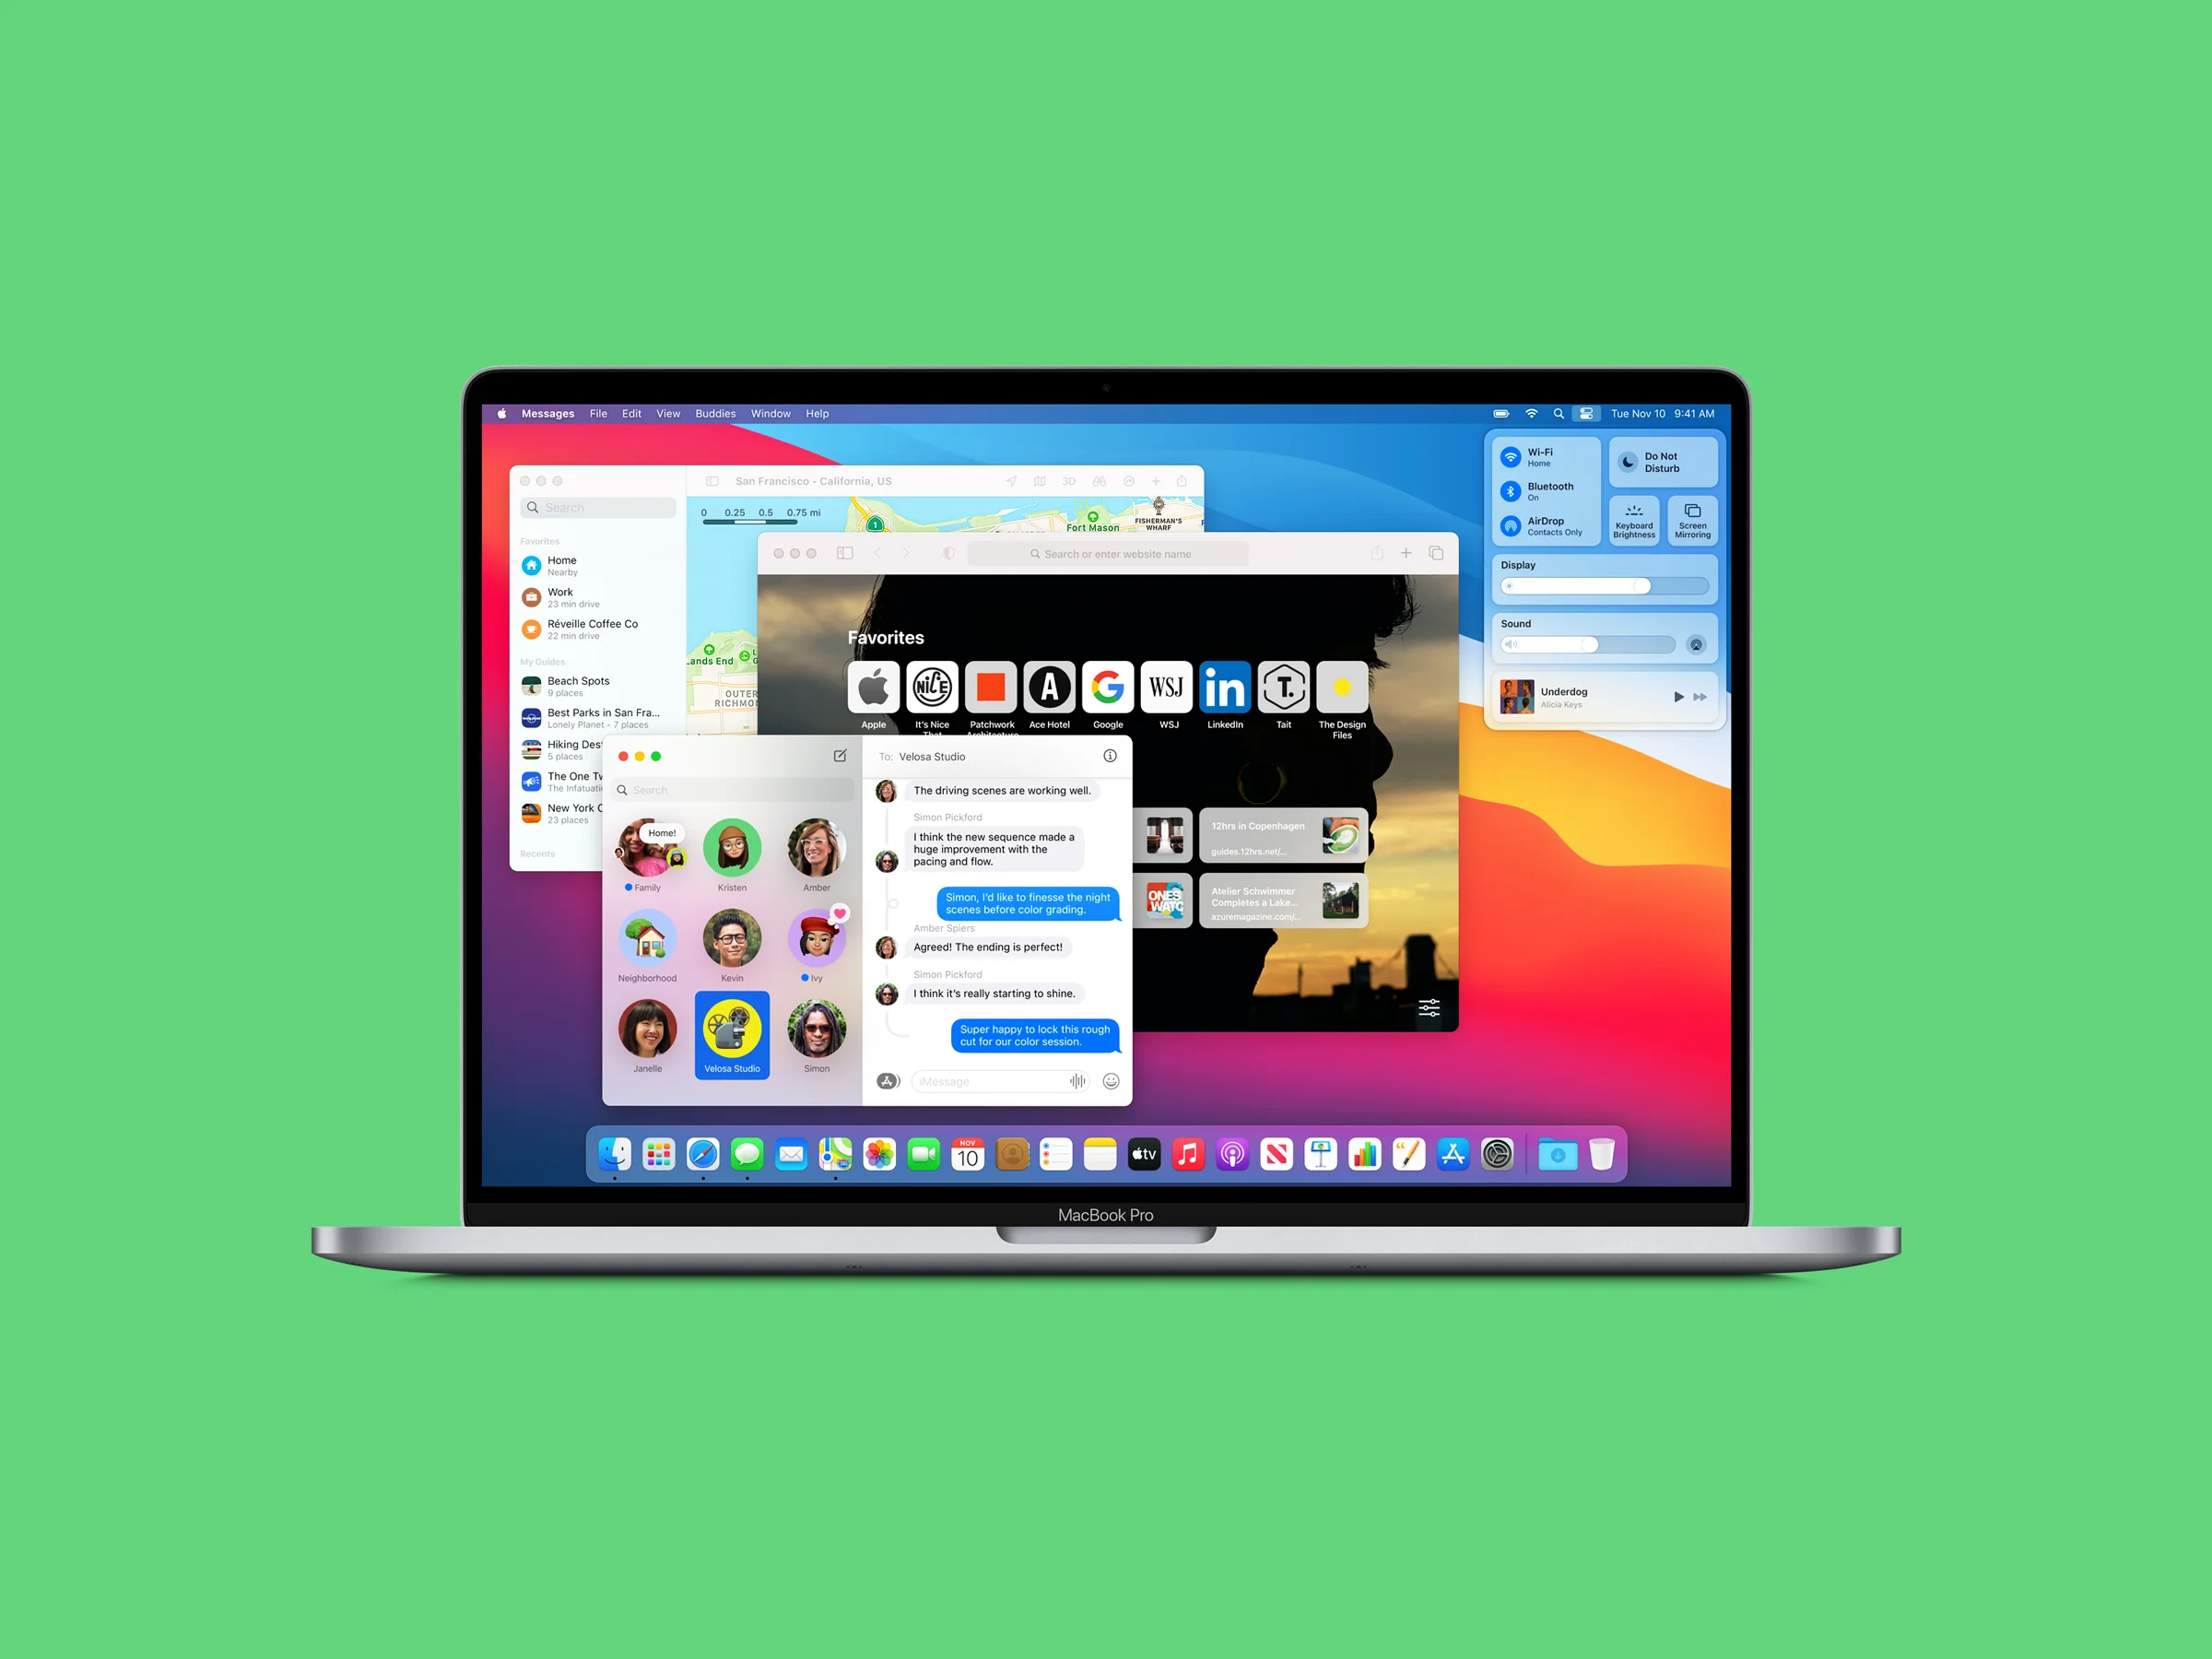 Messages File Edit View Buddies Window Help
Tue Nov 10 9:41 AM
Search
Favorites
Home
Nearby
Work
23 min drive
Réveille Coffee Co
22 min drive
My Guides
Beach Spots
9 places
Best Parks in San Fra...
Lonely Planet - 7 places
Hiking Des
5 places
The One Tw
The Infatuati
New York C
23 places
Recents
San Francisco - California, US
3D
0 0.25 0.5 0.75 mi
1
Fort Mason
FISHERMAN'S
WHARF
Lands End
OUTER
RICHMON
Search or enter website name
Favorites
NiCE
A
G
WSJ
in
T.
Apple
It's Nice
That
Patchwork
Architecture
Ace Hotel
Google
WSJ
LinkedIn
Tait
The Design
Files
12hrs in Copenhagen
guides.12hrs.net/...
ONES
WATC
Atelier Schwimmer
Completes a Lake...
azuremagazine.com/...
Search
Home!
Family
Kristen
Amber
Neighborhood
Kevin
Ivy
Janelle
Velosa Studio
Simon
To: Velosa Studio
The driving scenes are working well.
Simon Pickford
I think the new sequence made a
huge improvement with the
pacing and flow.
Simon, I'd like to finesse the night
scenes before color grading.
Amber Spiers
Agreed! The ending is perfect!
Simon Pickford
I think it's really starting to shine.
Super happy to lock this rough
cut for our color session.
iMessage
Wi-Fi
Home
Bluetooth
On
AirDrop
Contacts Only
Do Not
Disturb
Keyboard
Brightness
Screen
Mirroring
Display
Sound
Underdog
Alicia Keys
NOV
10
tv
MacBook Pro